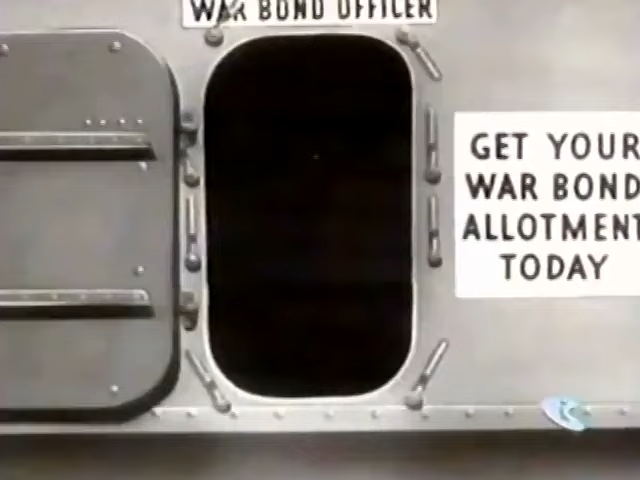 WAR BOND OFFICER
GET YOUR
WAR BOND
ALLOTMENT
TODAY